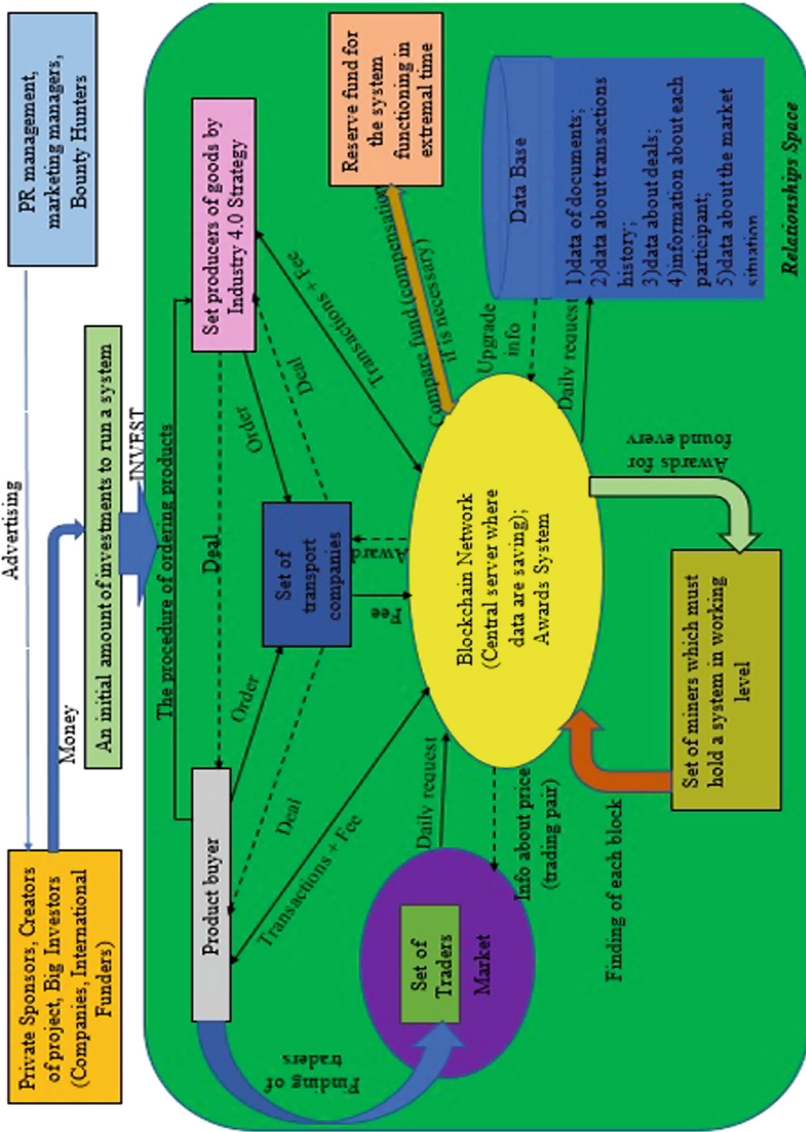 Private Sponsors, Creators
of project, Big Investors
(Companies, International
Funders)
Advertising
PR management,
marketing managers,
Bounty Hunters
Money
An initial amount of investments to run a system
INVEST
The procedure of ordering products
Product buyer
Deal
Set producers of goods by
Industry 4.0 Strategy
Order
Order
Deal
Deal
Set of
transport
companies
Transactions + Fee
Transactions + Fee
Fee
Award
Reserve fund for
the system
functioning in
extremal time
Compare fund (compensation
if is necessary)
Finding of
traders
Set of
Traders
Market
Daily request
Info about price
(trading pair)
Blockchain Network
(Central server where
data are saving);
Awards System
Upgrade
info
Daily request
Data Base
1)data of documents;
2)data about transactions
history;
3)data about deals;
4)information about each
participant;
5)data about the market
situation
Finding of each block
Set of miners which must
hold a system in working
level
Awards for
found every
Relationships Space